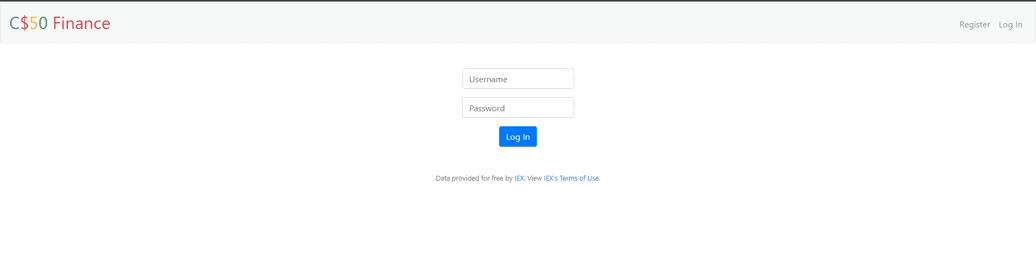 C$50 Finance
Register Log In
Username
Password
Log In
Data provided for free by IEX. View IEX's Terms of Use.